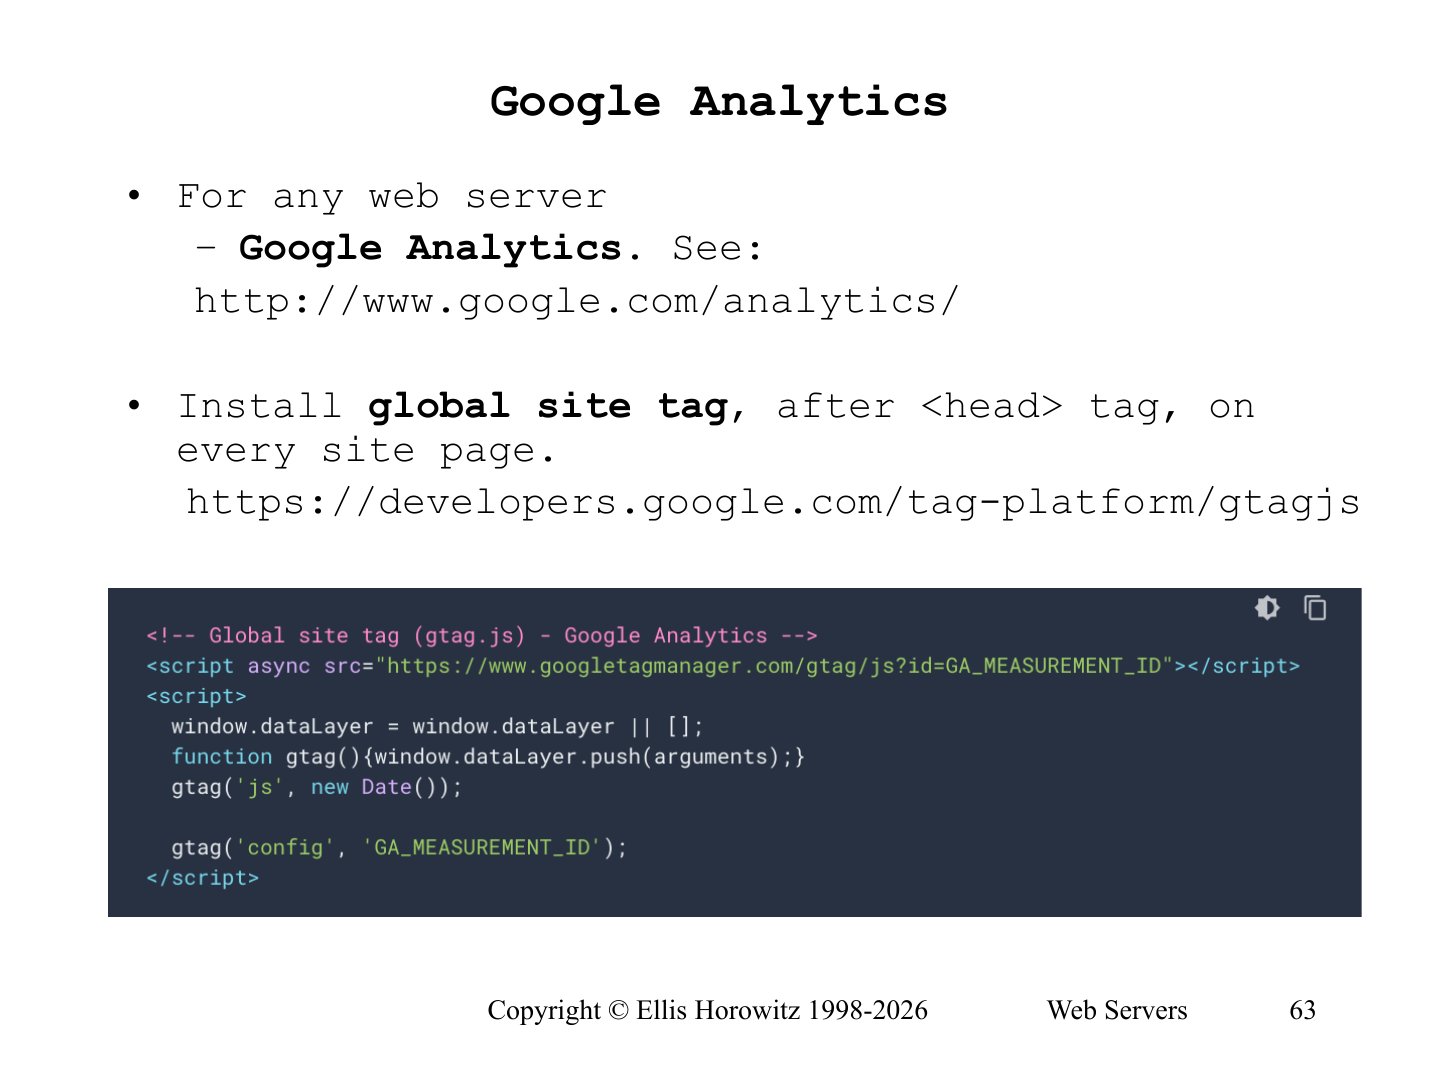 Google Analytics
• For any web server
– Google Analytics. See:
http://www.google.com/analytics/
• Install global site tag, after <head> tag, on
every site page.
https://developers.google.com/tag-platform/gtagjs
<!-- Global site tag (gtag.js) - Google Analytics -->
<script async src="https://www.googletagmanager.com/gtag/js?id=GA_MEASUREMENT_ID"></script>
<script>
  window.dataLayer = window.dataLayer || [];
  function gtag(){window.dataLayer.push(arguments);}
  gtag('js', new Date());
  gtag('config', 'GA_MEASUREMENT_ID');
</script>
Copyright © Ellis Horowitz 1998-2026 Web Servers 63